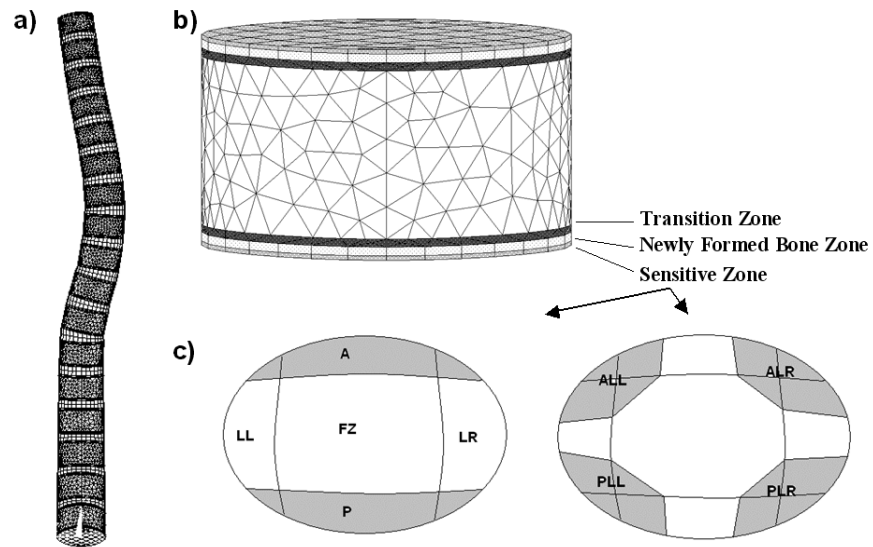 a)
b)
Transition Zone
Newly Formed Bone Zone
Sensitive Zone
c)
A
LL
FZ
LR
P
ALL
ALR
PLL
PLR